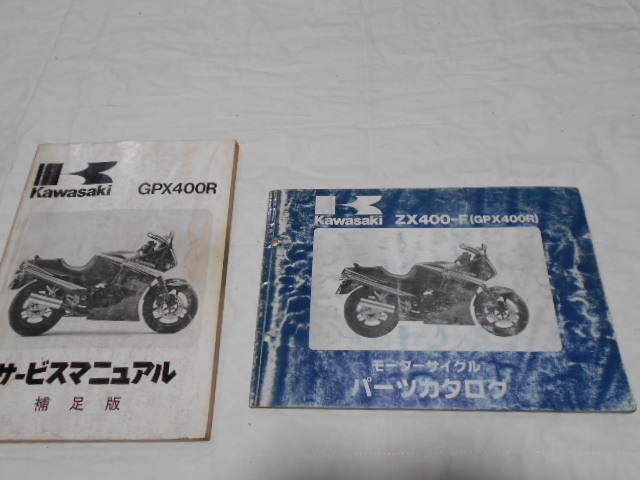 Kawasaki
GPX400R
サービスマニュアル
補足版
Kawasaki
ZX400-F(GPX400R)
モーターサイクル
パーツカタログ